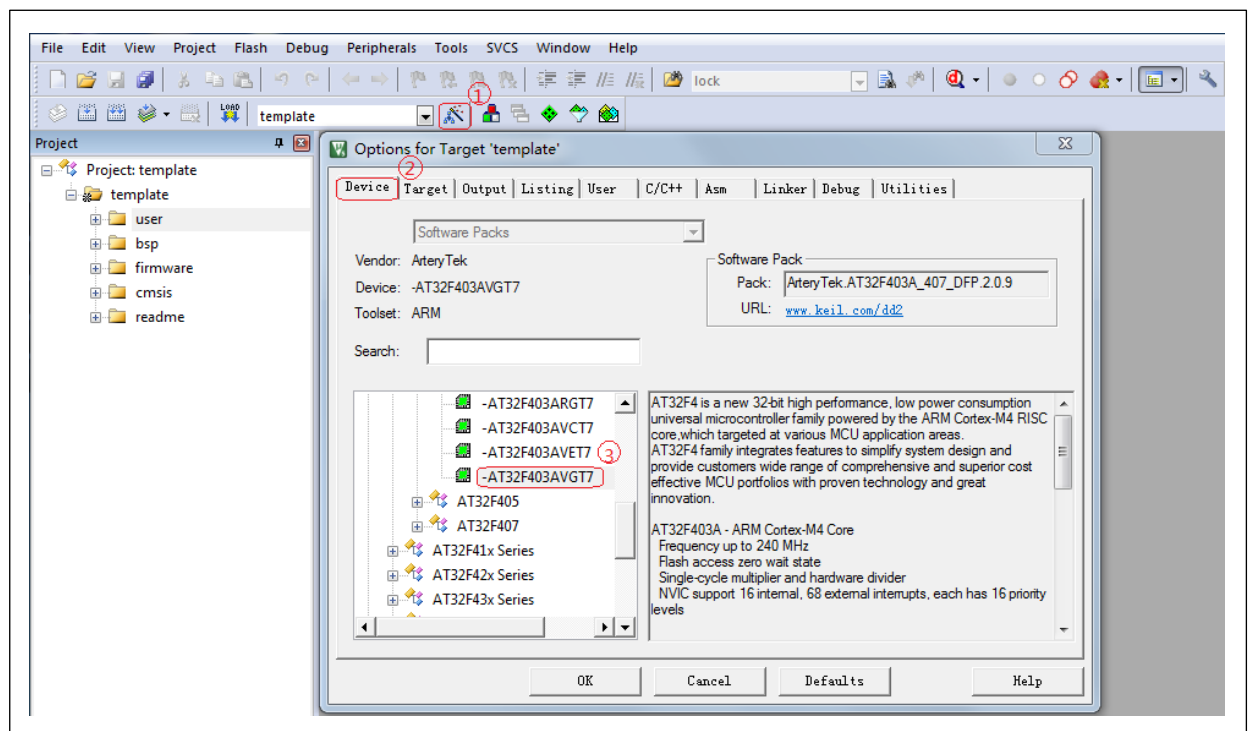 File Edit View Project Flash Debug Peripherals Tools SVCS Window Help
lock
①
LOAD template
Project
Options for Target 'template'
②
Project: template
template
user
bsp
firmware
cmsis
readme
Device Target Output Listing User C/C++ Asm Linker Debug Utilities
Software Packs
Vendor: ArteryTek
Device: -AT32F403AVGT7
Toolset: ARM
Software Pack
Pack: ArteryTek.AT32F403A_407_DFP.2.0.9
URL: www.keil.com/dd2
Search:
-AT32F403ARGT7
-AT32F403AVCT7
-AT32F403AVET7 ③
-AT32F403AVGT7
AT32F405
AT32F407
AT32F41x Series
AT32F42x Series
AT32F43x Series
AT32F4 is a new 32-bit high performance, low power consumption
universal microcontroller family powered by the ARM Cortex-M4 RISC
core,which targeted at various MCU application areas.
AT32F4 family integrates features to simplify system design and
provide customers wide range of comprehensive and superior cost
effective MCU portfolios with proven technology and great
innovation.
AT32F403A - ARM Cortex-M4 Core
Frequency up to 240 MHz
Flash access zero wait state
Single-cycle multiplier and hardware divider
NVIC support 16 internal, 68 external interrupts, each has 16 priority
levels
OK Cancel Defaults Help